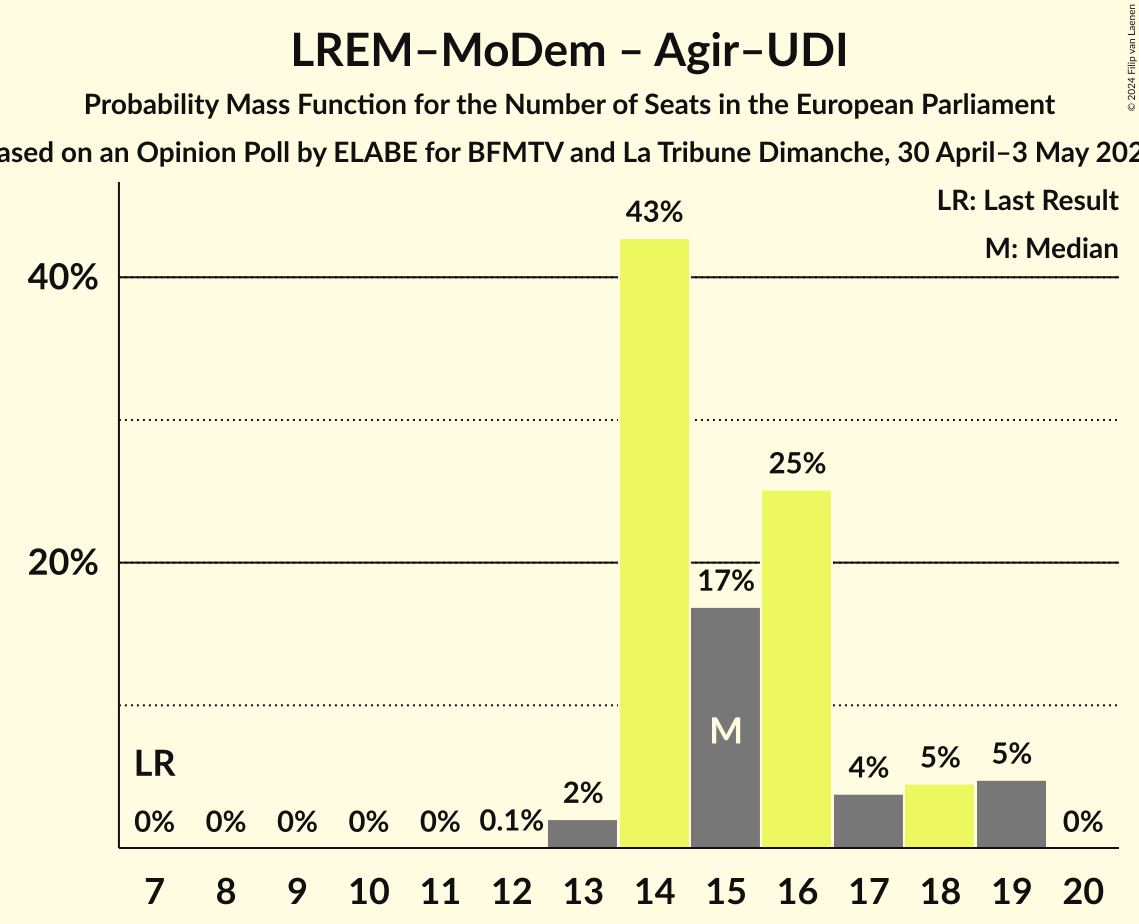 LREM–MoDem – Agir–UDI
Probability Mass Function for the Number of Seats in the European Parliament
ased on an Opinion Poll by ELABE for BFMTV and La Tribune Dimanche, 30 April–3 May 202
© 2024 Filip van Laenen
LR: Last Result
M: Median
43%
40%
25%
20%
17%
M
LR
0% 0% 0% 0% 0% 0.1% 2% 4% 5% 5% 0%
7 8 9 10 11 12 13 14 15 16 17 18 19 20